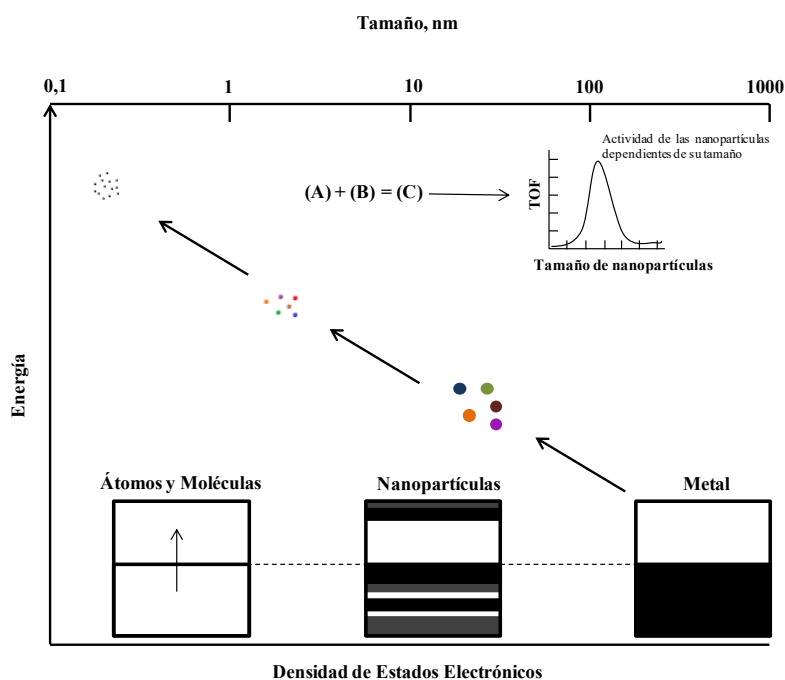 Tamaño, nm
0,1 1 10 100 1000
Actividad de las nanopartículas
dependientes de su tamaño
(A) + (B) = (C)
TOF
Tamaño de nanopartículas
Energía
Átomos y Moléculas
Nanopartículas
Metal
Densidad de Estados Electrónicos